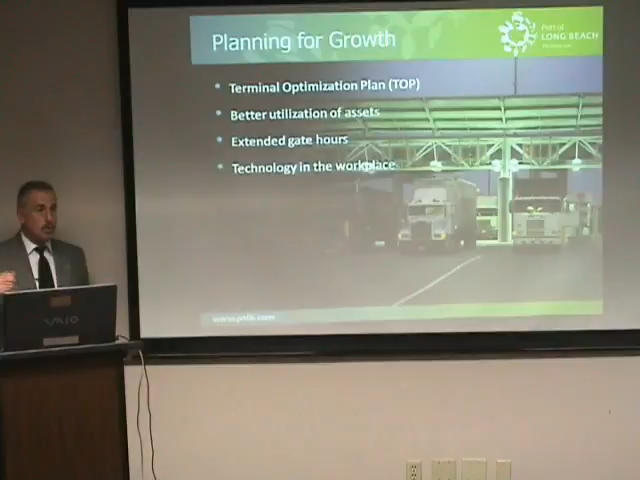 Planning for Growth
Port of
LONG BEACH
• Terminal Optimization Plan (TOP)
• Better utilization of assets
• Extended gate hours
• Technology in the workplace
www.polb.com
VAIO